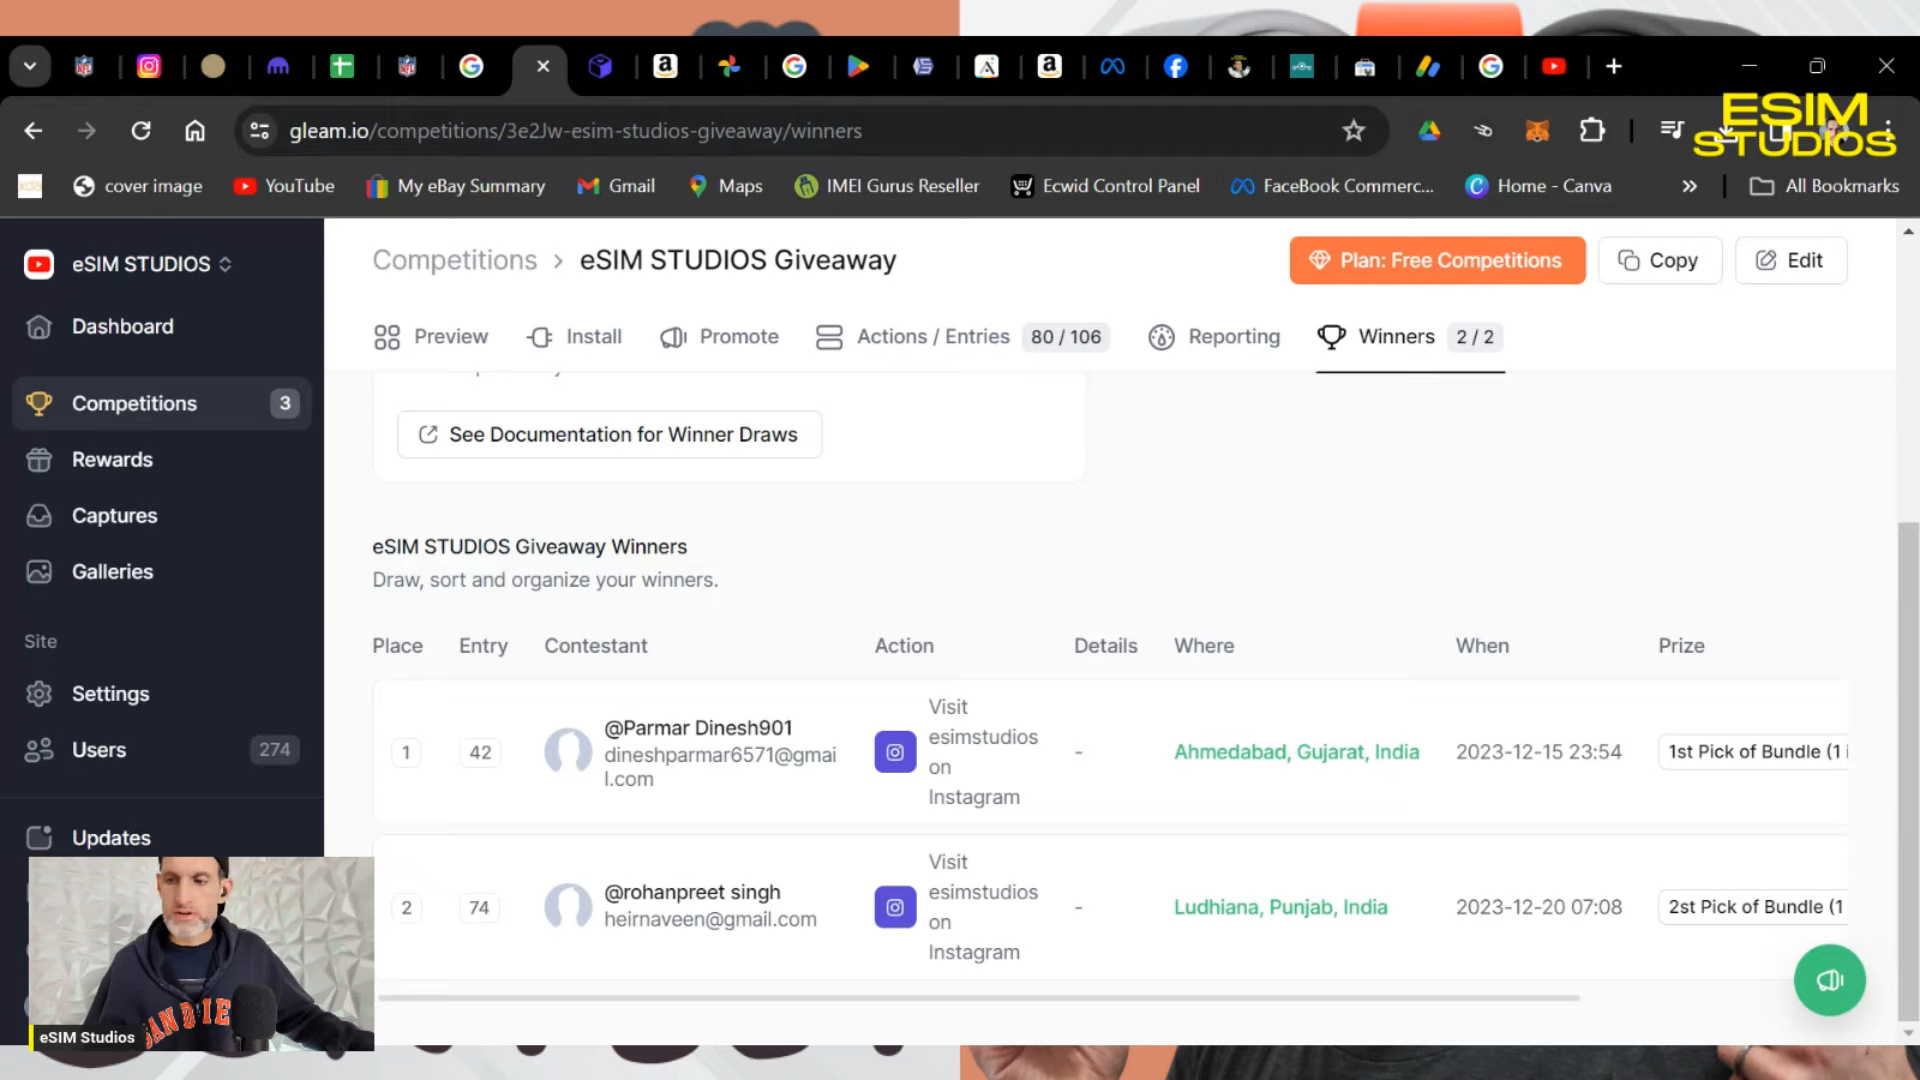 ESIM
STUDIOS
gleam.io/competitions/3e2Jw-esim-studios-giveaway/winners
cover image
YouTube
My eBay Summary
Gmail
Maps
IMEI Gurus Reseller
Ecwid Control Panel
FaceBook Commerc...
Home - Canva
All Bookmarks
eSIM STUDIOS
Competitions > eSIM STUDIOS Giveaway
Plan: Free Competitions
Copy
Edit
Dashboard
Preview
Install
Promote
Actions / Entries 80 / 106
Reporting
Winners 2 / 2
Competitions 3
Rewards
Captures
Galleries
Site
Settings
Users 274
Updates
See Documentation for Winner Draws
eSIM STUDIOS Giveaway Winners
Draw, sort and organize your winners.
Place Entry Contestant Action Details Where When Prize
1
42
@Parmar Dinesh901
dineshparmar6571@gmai
l.com
Visit
esimstudios
on
Instagram
-
Ahmedabad, Gujarat, India
2023-12-15 23:54
1st Pick of Bundle (1 i
2
74
@rohanpreet singh
heirnaveen@gmail.com
Visit
esimstudios
on
Instagram
-
Ludhiana, Punjab, India
2023-12-20 07:08
2st Pick of Bundle (1
SAN DIE
eSIM Studios